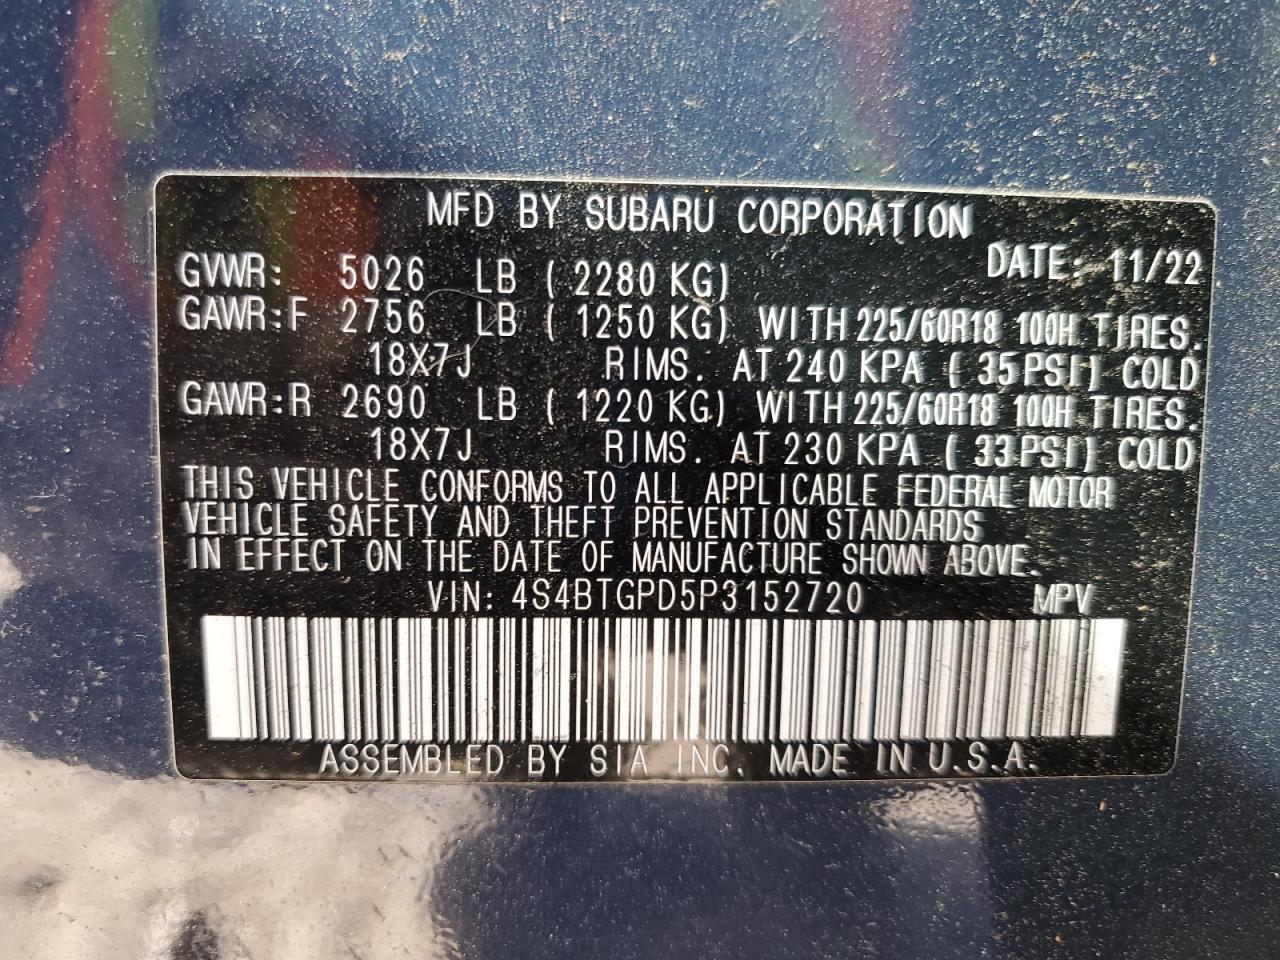 MFD BY SUBARU CORPORATION
GVWR: 5026 LB ( 2280 KG) DATE: 11/22
GAWR:F 2756 LB ( 1250 KG) WITH 225/60R18 100H TIRES.
18X7J RIMS. AT 240 KPA ( 35 PSI) COLD
GAWR:R 2690 LB ( 1220 KG) WITH 225/60R18 100H TIRES.
18X7J RIMS. AT 230 KPA ( 33 PSI) COLD
THIS VEHICLE CONFORMS TO ALL APPLICABLE FEDERAL MOTOR
VEHICLE SAFETY AND THEFT PREVENTION STANDARDS
IN EFFECT ON THE DATE OF MANUFACTURE SHOWN ABOVE.
VIN: 4S4BTGPD5P3152720 MPV
ASSEMBLED BY SIA INC. MADE IN U.S.A.